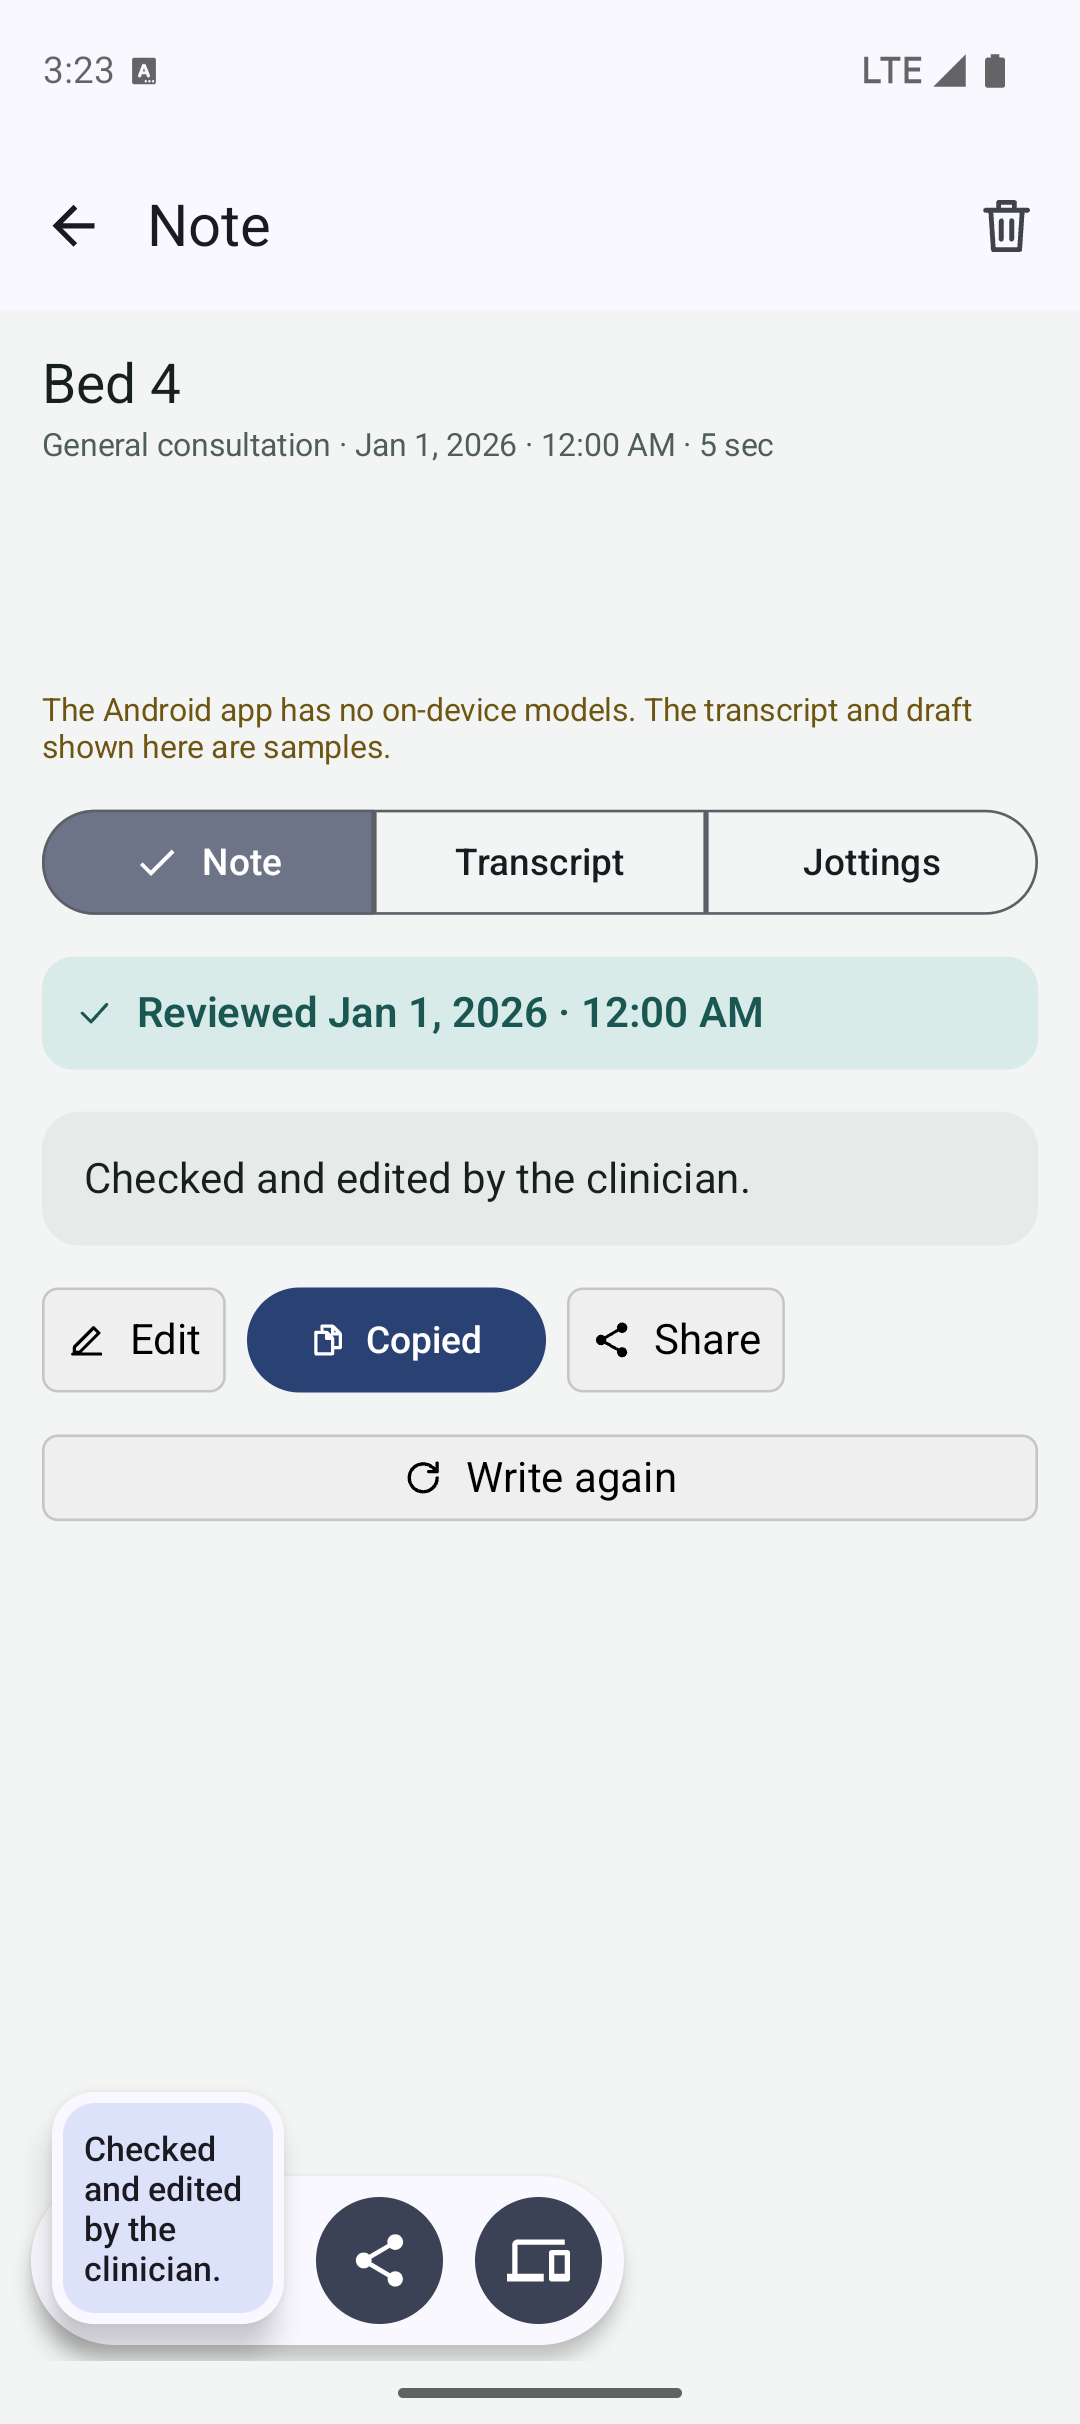 3:23
LTE
Note
Bed 4
General consultation · Jan 1, 2026 · 12:00 AM · 5 sec
The Android app has no on-device models. The transcript and draft
shown here are samples.
Note
Transcript
Jottings
Reviewed Jan 1, 2026 · 12:00 AM
Checked and edited by the clinician.
Edit
Copied
Share
Write again
Checked
and edited
by the
clinician.